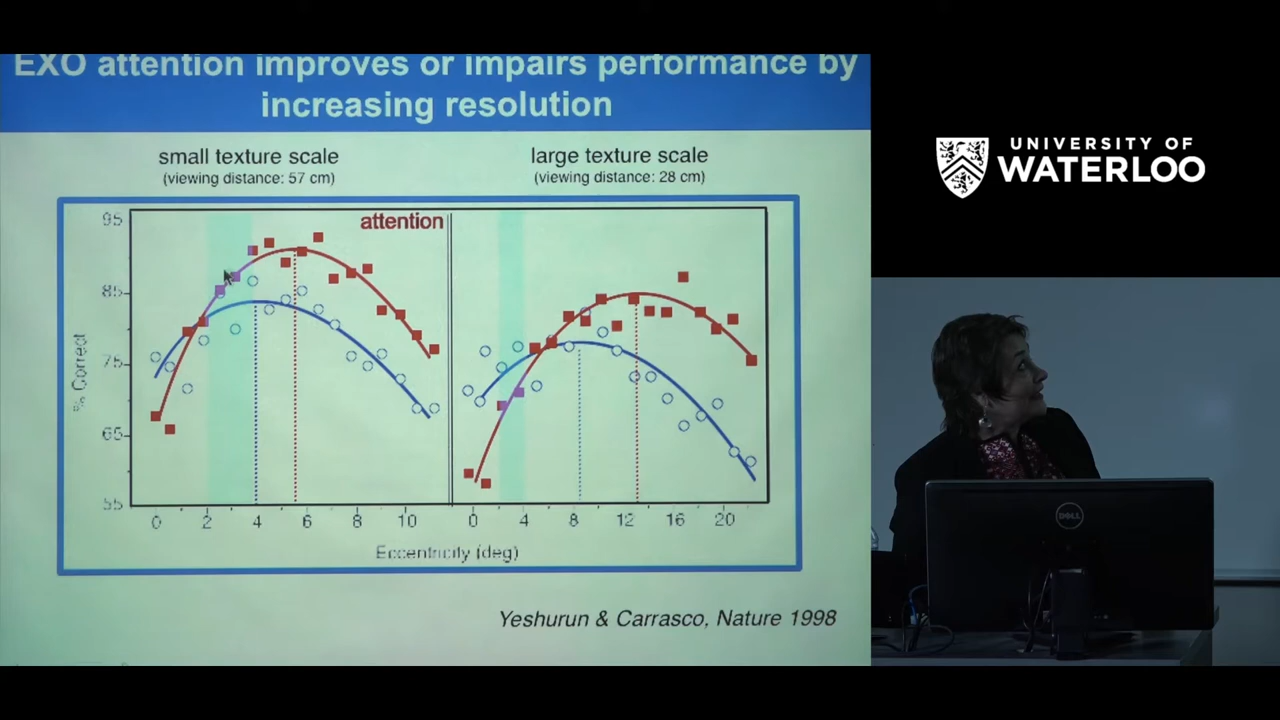 EXO attention improves or impairs performance by
increasing resolution
small texture scale
(viewing distance: 57 cm)
large texture scale
(viewing distance: 28 cm)
attention
95
85
75
65
55
% Correct
0 2 4 6 8 10
0 4 8 12 16 20
Eccentricity (deg)
Yeshurun & Carrasco, Nature 1998
UNIVERSITY OF
WATERLOO
DELL